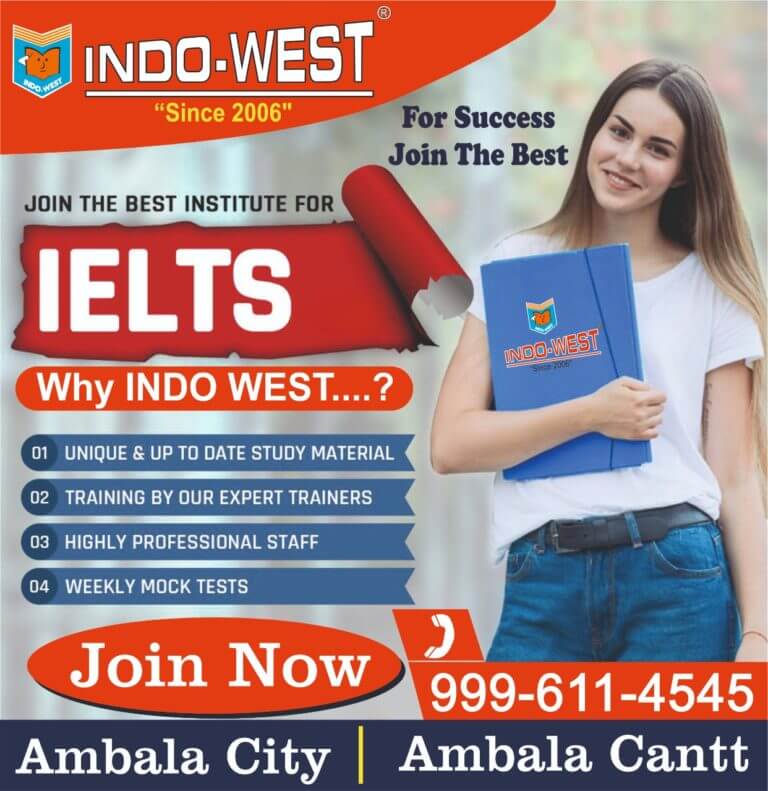 INDO-WEST
®
INDO-WEST
“Since 2006"
For Success
Join The Best
JOIN THE BEST INSTITUTE FOR
IELTS
Why INDO WEST....?
01 UNIQUE & UP TO DATE STUDY MATERIAL
02 TRAINING BY OUR EXPERT TRAINERS
03 HIGHLY PROFESSIONAL STAFF
04 WEEKLY MOCK TESTS
INDO-WEST
"Since 2006"
Join Now
999-611-4545
Ambala City | Ambala Cantt